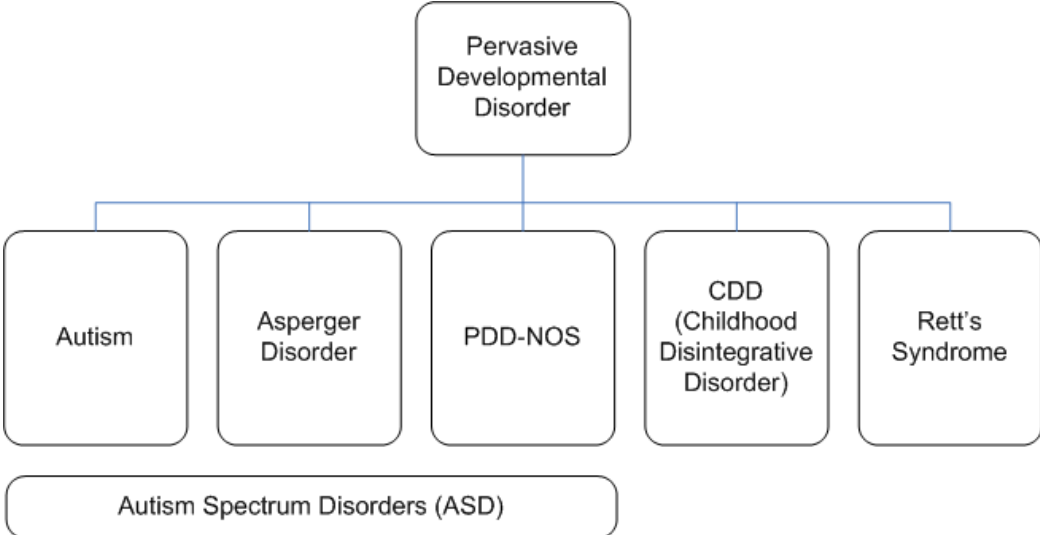 Pervasive
Developmental
Disorder
Autism
Asperger
Disorder
PDD-NOS
CDD
(Childhood
Disintegrative
Disorder)
Rett’s
Syndrome
Autism Spectrum Disorders (ASD)